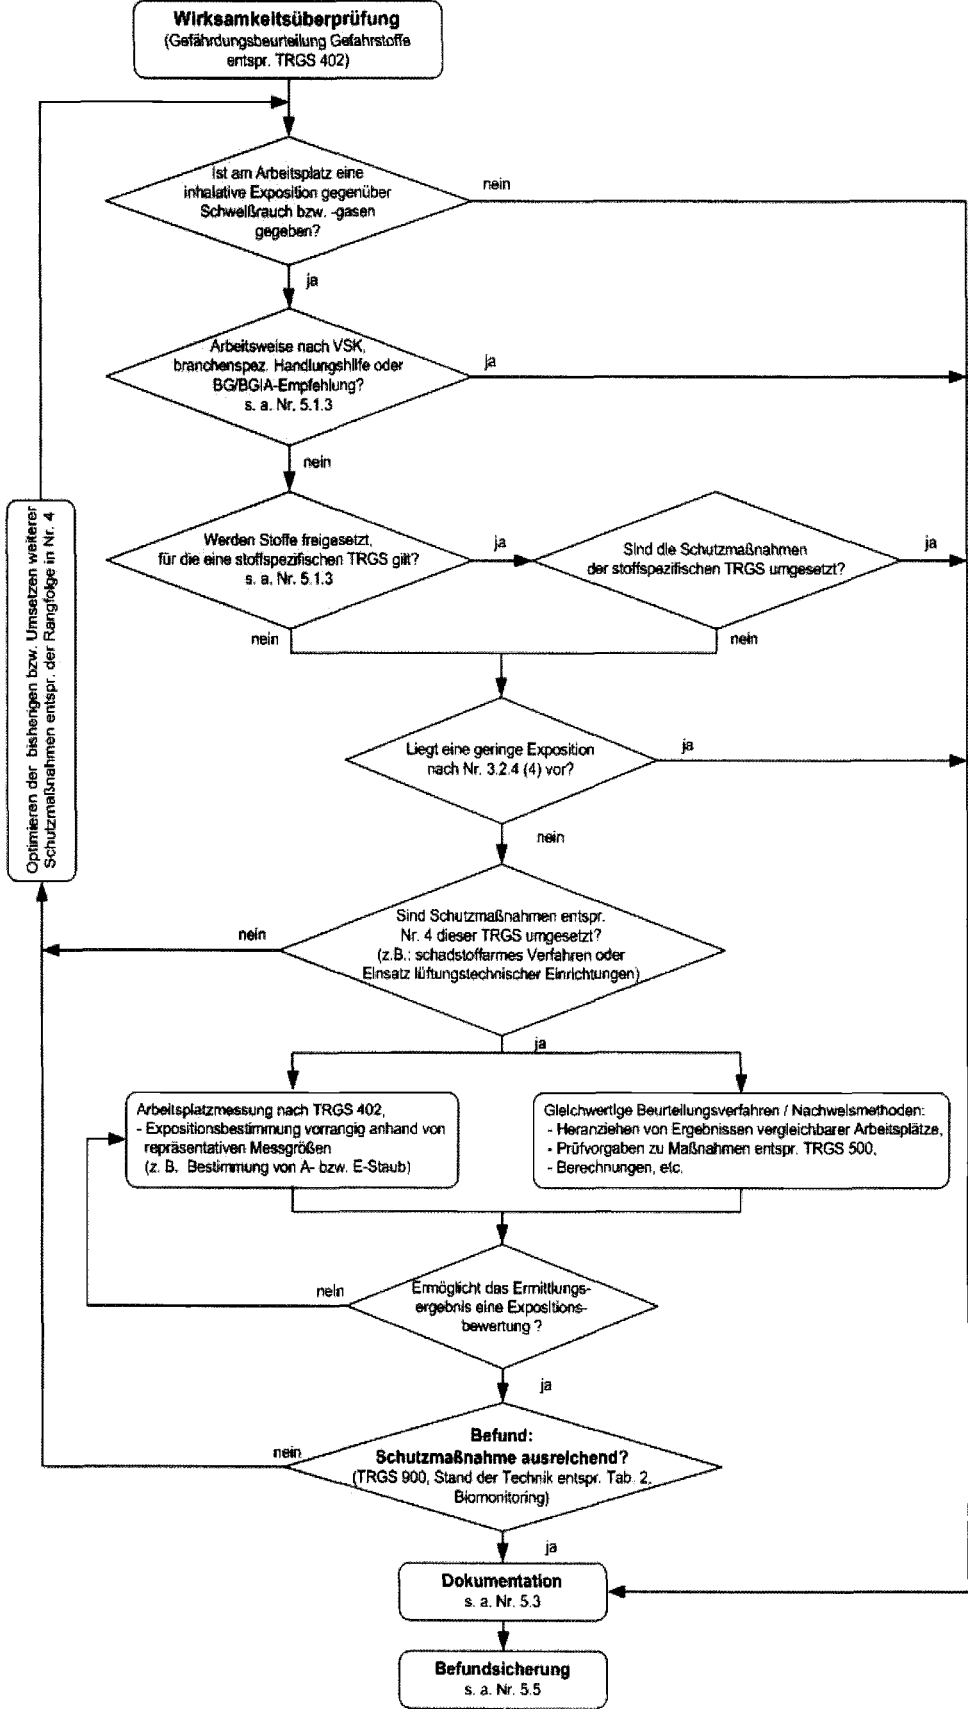 Wirksamkeitsüberprüfung
(Gefährdungsbeurteilung Gefahrstoffe
entspr. TRGS 402)
Ist am Arbeitsplatz eine
inhalative Exposition gegenüber
Schweißrauch bzw. -gasen
gegeben?
nein
ja
Arbeitsweise nach VSK,
branchenspez. Handlungshilfe oder
BG/BGIA-Empfehlung?
s. a. Nr. 5.1.3
ja
nein
Werden Stoffe freigesetzt,
für die eine stoffspezifischen TRGS gilt?
s. a. Nr. 5.1.3
ja
Sind die Schutzmaßnahmen
der stoffspezifischen TRGS umgesetzt?
ja
nein
nein
Optimieren der bisherigen bzw. Umsetzen weiterer
Schutzmaßnahmen entspr. der Rangfolge in Nr. 4
Liegt eine geringe Exposition
nach Nr. 3.2.4 (4) vor?
ja
nein
Sind Schutzmaßnahmen entspr.
Nr. 4 dieser TRGS umgesetzt?
(z.B.: schadstoffarmes Verfahren oder
Einsatz lüftungstechnischer Einrichtungen)
nein
ja
Arbeitsplatzmessung nach TRGS 402,
- Expositionsbestimmung vorrangig anhand von
repräsentativen Messgrößen
(z. B. Bestimmung von A- bzw. E-Staub)
Gleichwertige Beurteilungsverfahren / Nachweismethoden:
- Heranziehen von Ergebnissen vergleichbarer Arbeitsplätze,
- Prüfvorgaben zu Maßnahmen entspr. TRGS 500,
- Berechnungen, etc.
Ermöglicht das Ermittlungs-
ergebnis eine Expositions-
bewertung ?
nein
ja
Befund:
Schutzmaßnahme ausreichend?
(TRGS 900, Stand der Technik entspr. Tab. 2,
Biomonitoring)
nein
ja
Dokumentation
s. a. Nr. 5.3
Befundsicherung
s. a. Nr. 5.5